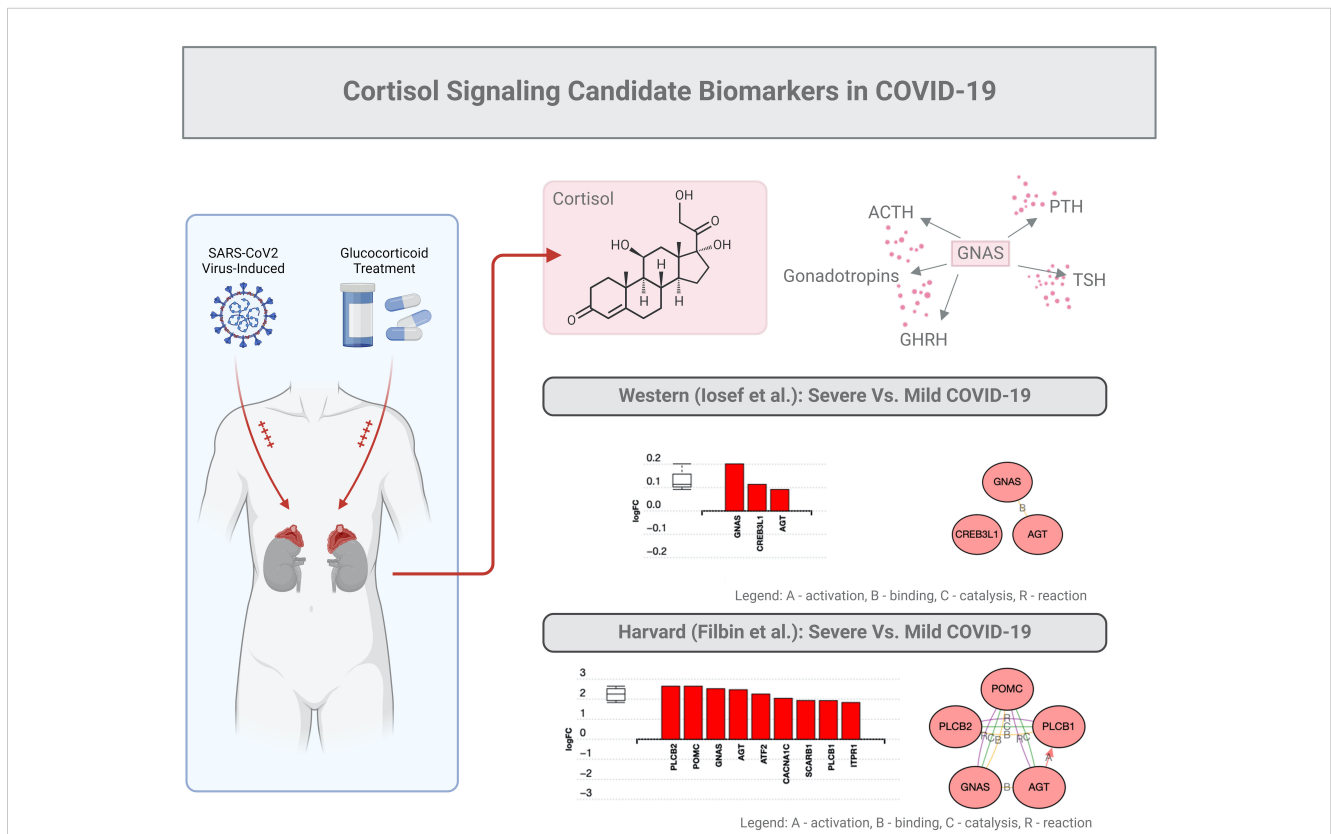 Cortisol Signaling Candidate Biomarkers in COVID-19
SARS-CoV2
Virus-Induced
Glucocorticoid
Treatment
Cortisol
OH
O
HO
OH
H
H
H
O
ACTH
PTH
GNAS
Gonadotropins
TSH
GHRH
Western (Iosef et al.): Severe Vs. Mild COVID-19
logFC
0.2
0.1
0.0
−0.1
−0.2
GNAS
CREB3L1
AGT
GNAS
B
CREB3L1
AGT
Legend: A - activation, B - binding, C - catalysis, R - reaction
Harvard (Filbin et al.): Severe Vs. Mild COVID-19
logFC
3
2
1
0
−1
−2
−3
PLCB2
POMC
GNAS
AGT
ATF2
CACNA1C
SCARB1
PLCB1
ITPR1
POMC
PLCB2
R
C
B
PLCB1
R
C
B
R
C
A
GNAS
B
AGT
Legend: A - activation, B - binding, C - catalysis, R - reaction